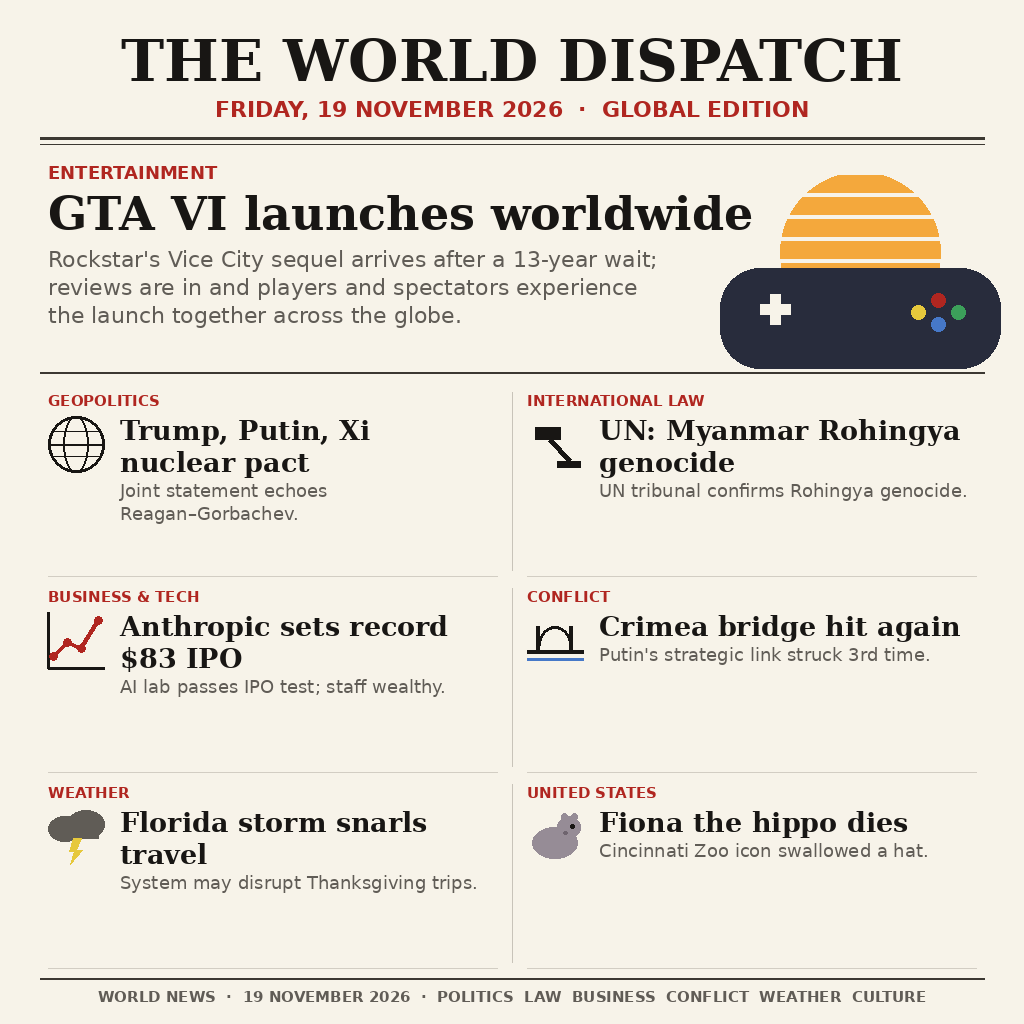 THE WORLD DISPATCH
FRIDAY, 19 NOVEMBER 2026 · GLOBAL EDITION
ENTERTAINMENT
GTA VI launches worldwide
Rockstar's Vice City sequel arrives after a 13-year wait;
reviews are in and players and spectators experience
the launch together across the globe.
GEOPOLITICS
Trump, Putin, Xi
nuclear pact
Joint statement echoes
Reagan–Gorbachev.
INTERNATIONAL LAW
UN: Myanmar Rohingya
genocide
UN tribunal confirms Rohingya genocide.
BUSINESS & TECH
Anthropic sets record
$83 IPO
AI lab passes IPO test; staff wealthy.
CONFLICT
Crimea bridge hit again
Putin's strategic link struck 3rd time.
WEATHER
Florida storm snarls
travel
System may disrupt Thanksgiving trips.
UNITED STATES
Fiona the hippo dies
Cincinnati Zoo icon swallowed a hat.
WORLD NEWS · 19 NOVEMBER 2026 · POLITICS LAW BUSINESS CONFLICT WEATHER CULTURE